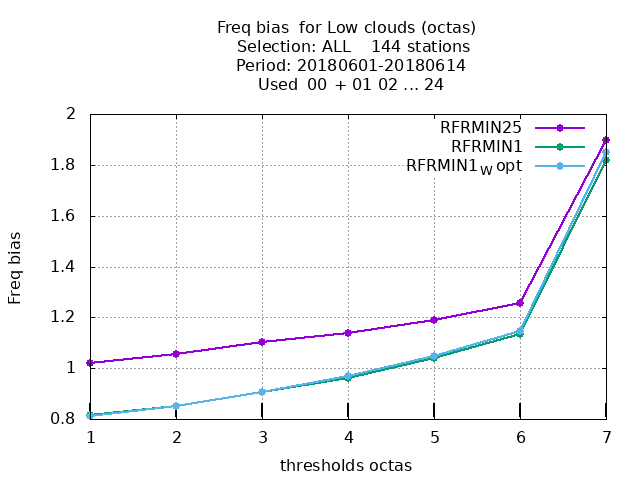 Freq bias  for Low clouds (octas)
Selection: ALL    144 stations
Period: 20180601-20180614
Used  00 + 01 02 ... 24
RFRMIN25
RFRMIN1
RFRMIN1W opt
Freq bias
2
1.8
1.6
1.4
1.2
1
0.8
1 2 3 4 5 6 7
thresholds octas